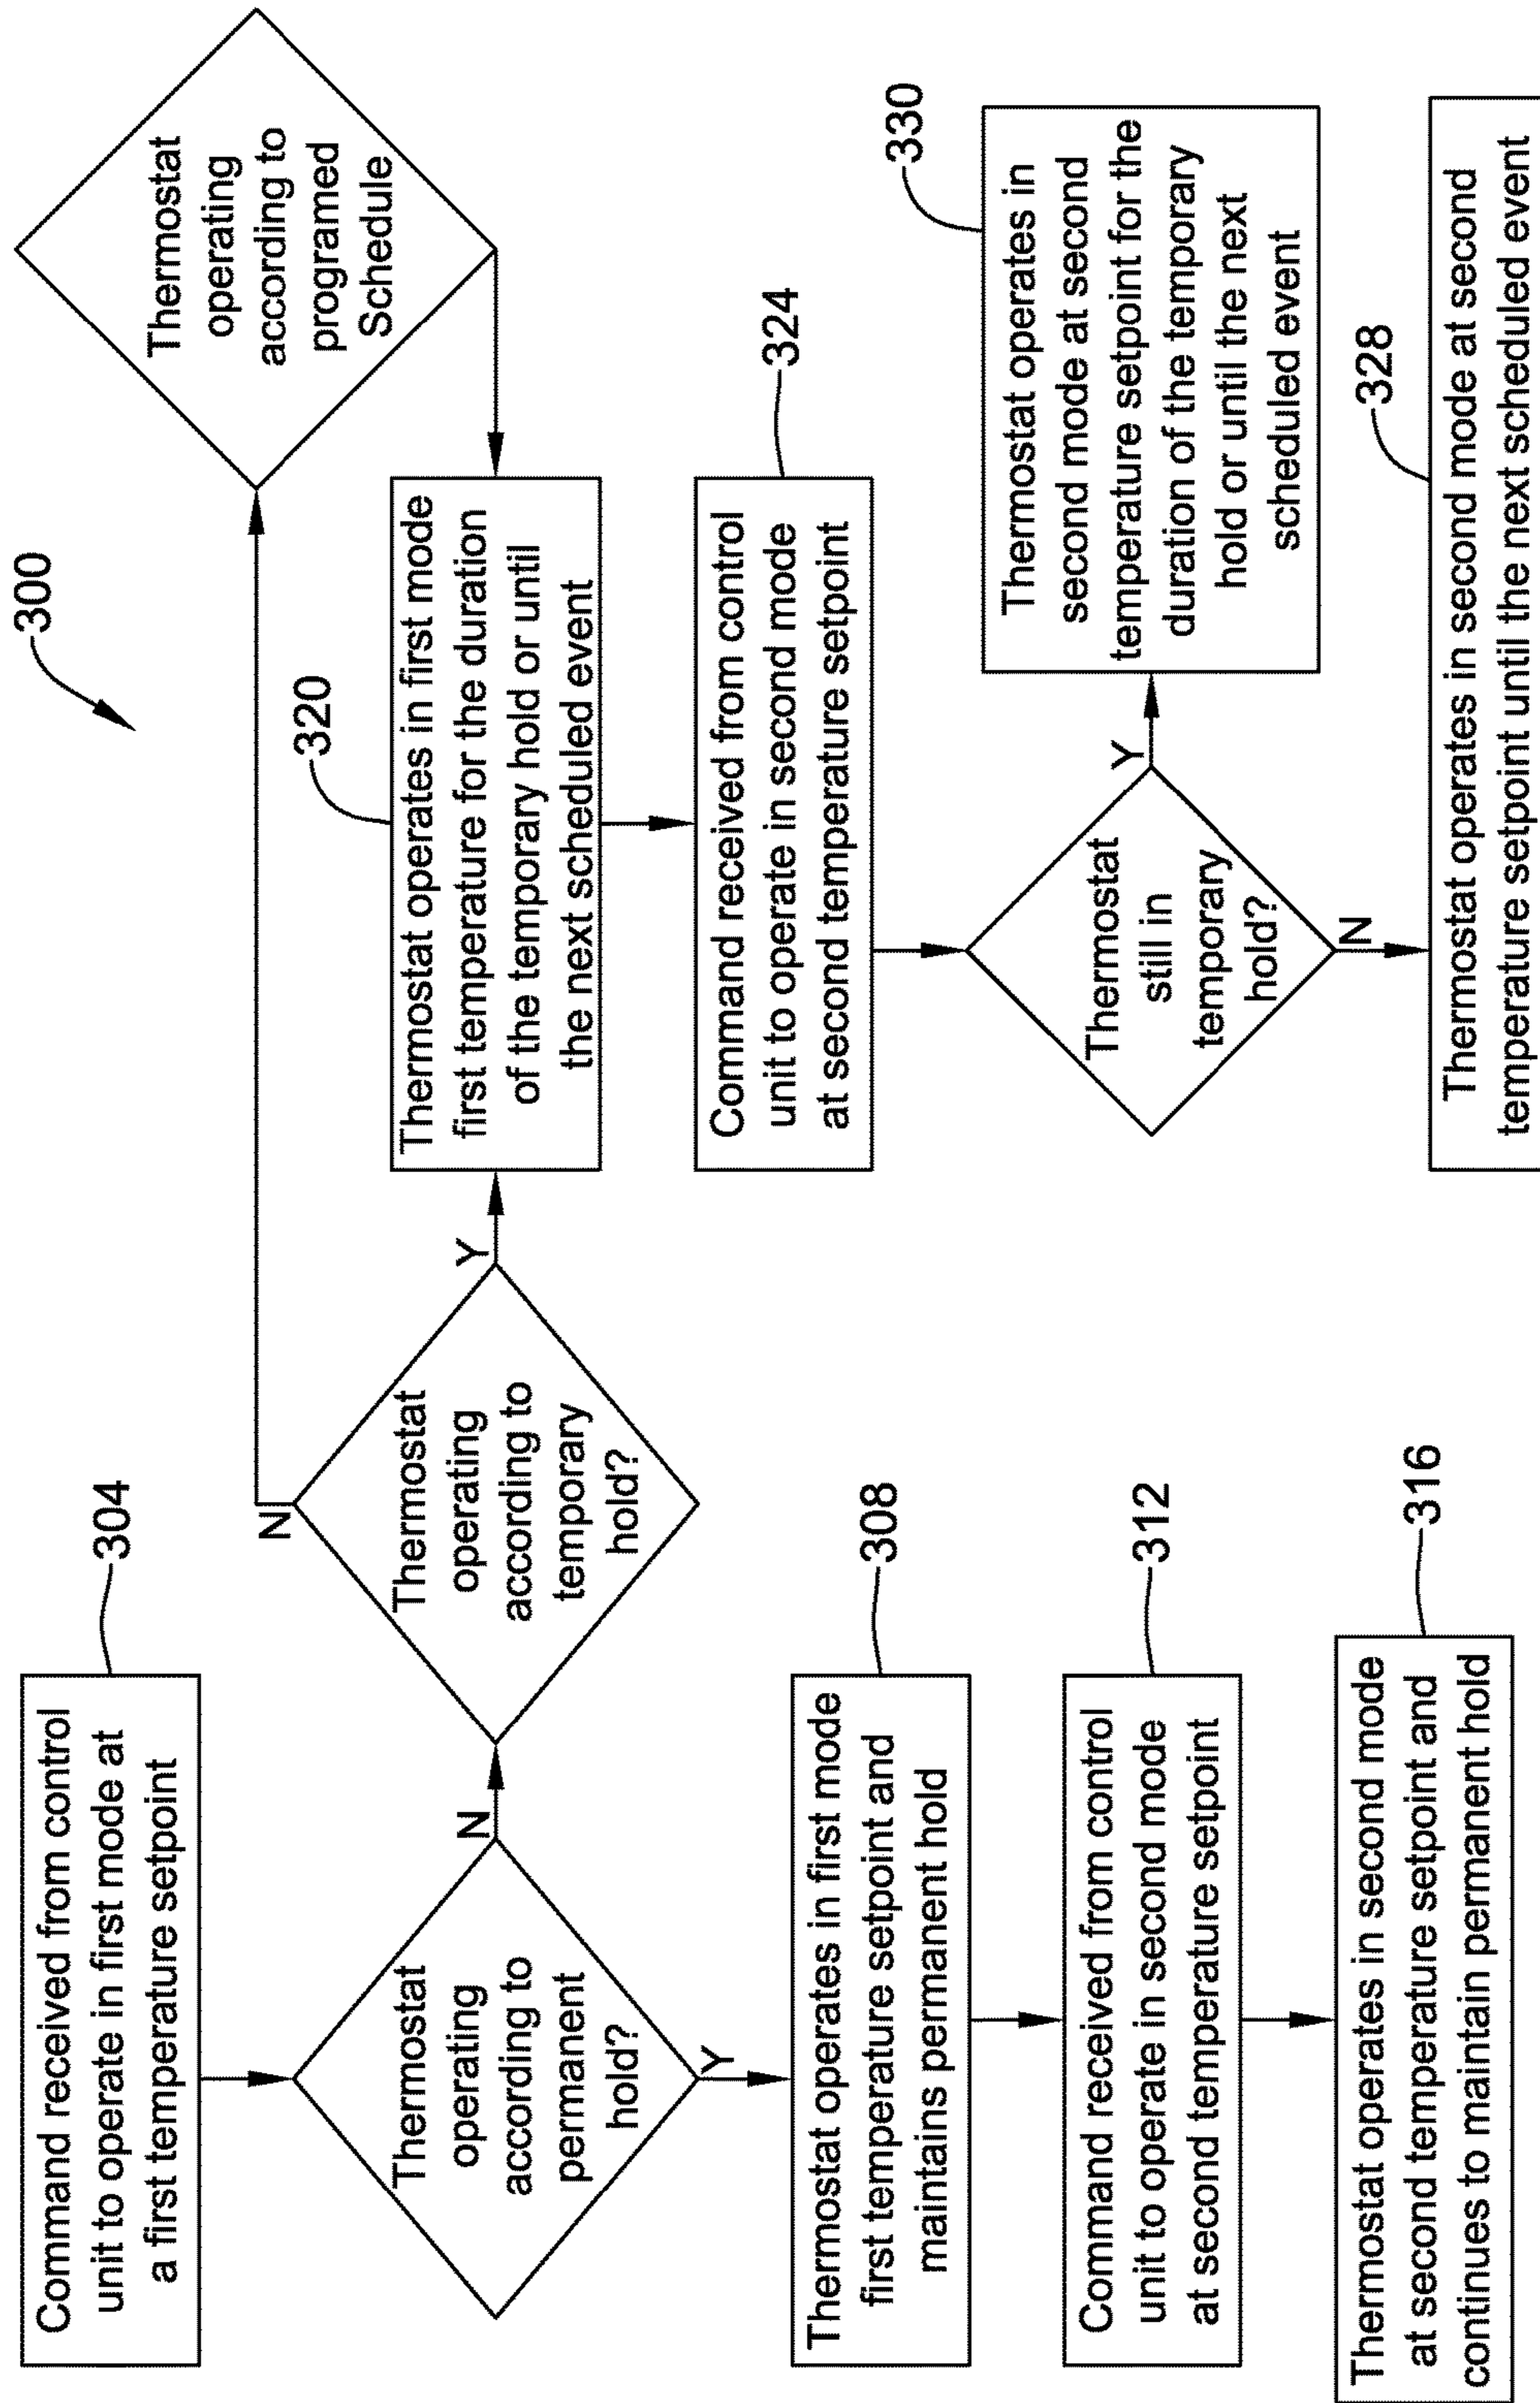 300
304
Command received from control
unit to operate in first mode at
a first temperature setpoint
Thermostat
operating
according to
permanent
hold?
N
Y
Thermostat
operating
according to
temporary
hold?
N
Y
Thermostat
operating
according to
programed
Schedule
308
Thermostat operates in first mode
first temperature setpoint and
maintains permanent hold
312
Command received from control
unit to operate in second mode
at second temperature setpoint
316
Thermostat operates in second mode
at second temperature setpoint and
continues to maintain permanent hold
320
Thermostat operates in first mode
first temperature for the duration
of the temporary hold or until
the next scheduled event
324
Command received from control
unit to operate in second mode
at second temperature setpoint
Thermostat
still in
temporary
hold?
Y
N
330
Thermostat operates in
second mode at second
temperature setpoint for the
duration of the temporary
hold or until the next
scheduled event
328
Thermostat operates in second mode at second
temperature setpoint until the next scheduled event